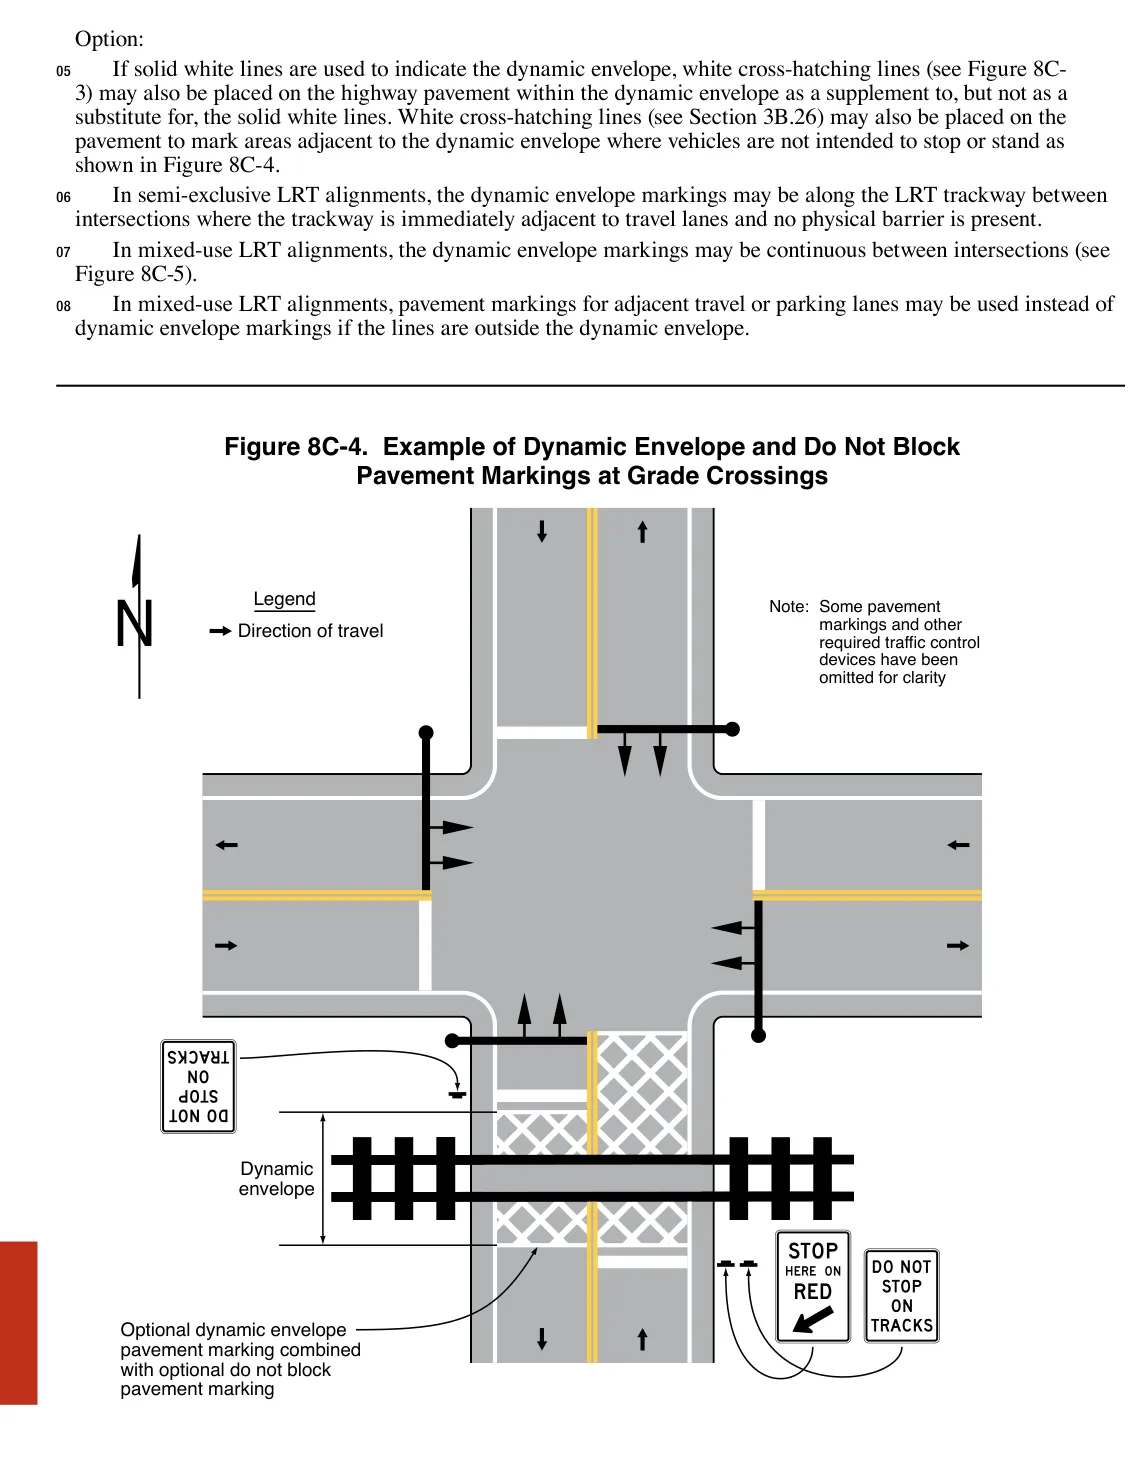 Option:
05 If solid white lines are used to indicate the dynamic envelope, white cross-hatching lines (see Figure 8C-
3) may also be placed on the highway pavement within the dynamic envelope as a supplement to, but not as a
substitute for, the solid white lines. White cross-hatching lines (see Section 3B.26) may also be placed on the
pavement to mark areas adjacent to the dynamic envelope where vehicles are not intended to stop or stand as
shown in Figure 8C-4.
06 In semi-exclusive LRT alignments, the dynamic envelope markings may be along the LRT trackway between
intersections where the trackway is immediately adjacent to travel lanes and no physical barrier is present.
07 In mixed-use LRT alignments, the dynamic envelope markings may be continuous between intersections (see
Figure 8C-5).
08 In mixed-use LRT alignments, pavement markings for adjacent travel or parking lanes may be used instead of
dynamic envelope markings if the lines are outside the dynamic envelope.
Figure 8C-4. Example of Dynamic Envelope and Do Not Block
Pavement Markings at Grade Crossings
N
Legend
Direction of travel
Note: Some pavement
markings and other
required traffic control
devices have been
omitted for clarity
DO NOT
STOP
ON
TRACKS
Dynamic
envelope
STOP
HERE ON
RED
DO NOT
STOP
ON
TRACKS
Optional dynamic envelope
pavement marking combined
with optional do not block
pavement marking